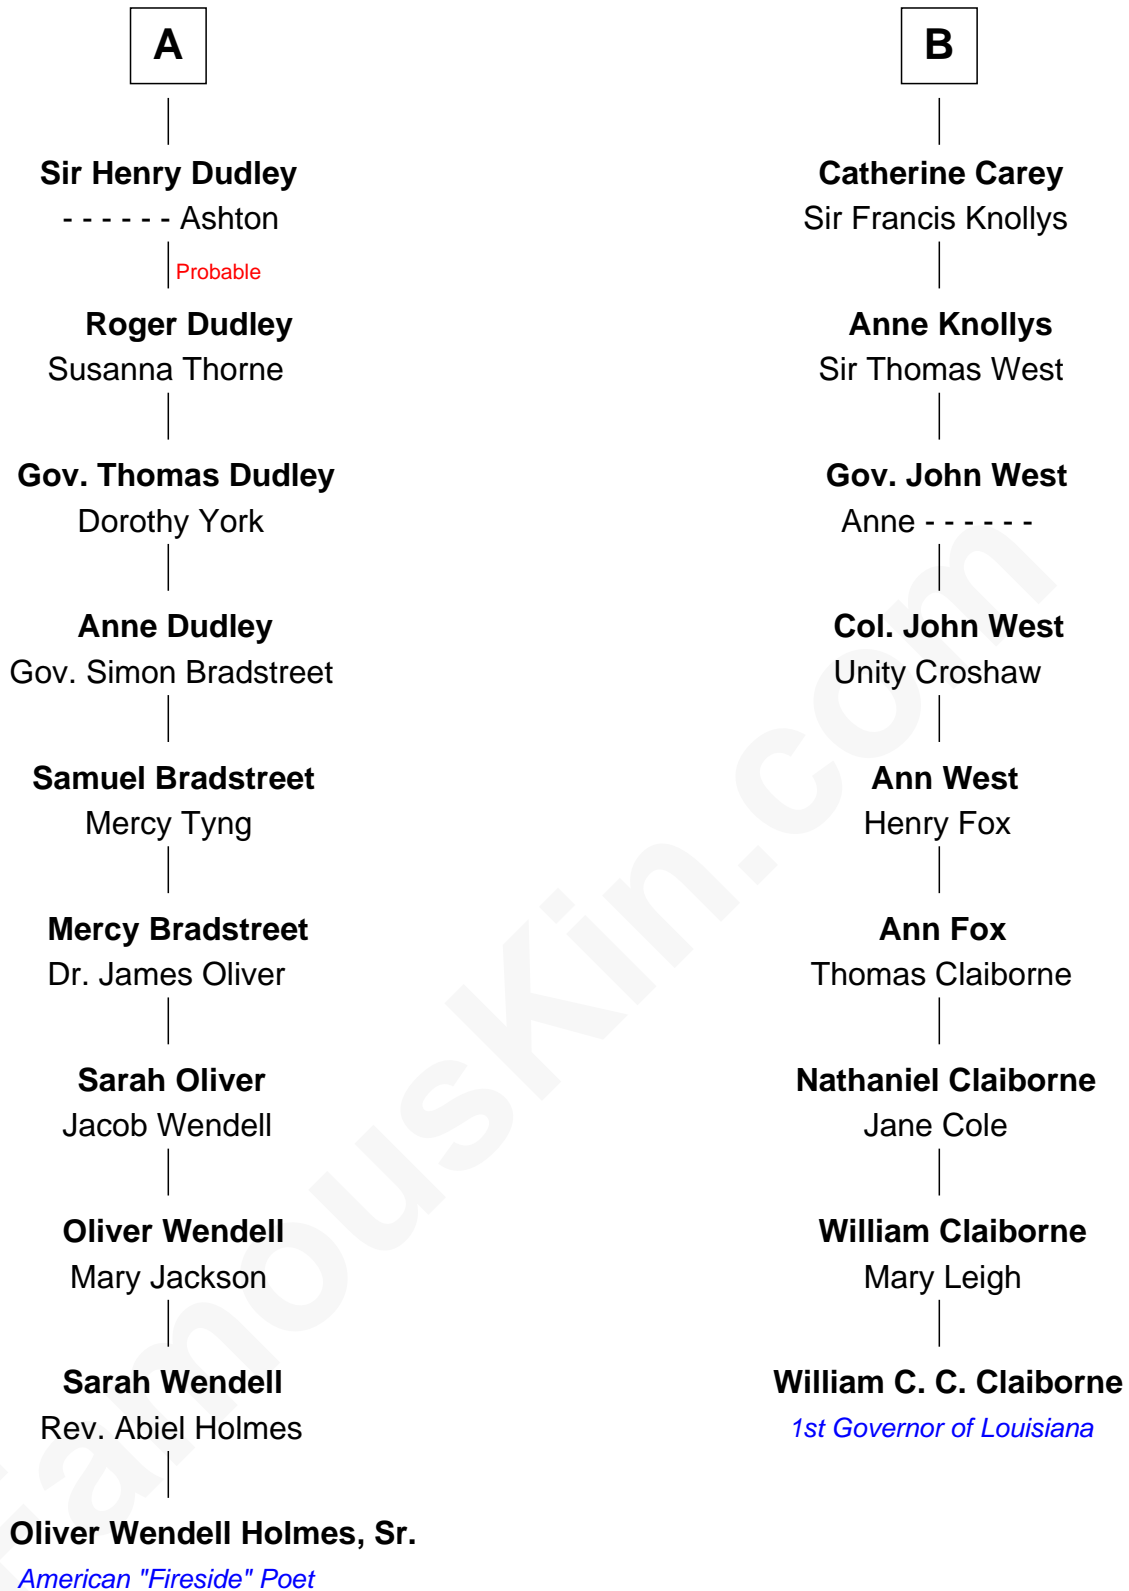 A
Sir Henry Dudley
- - - - - - Ashton
Probable
Roger Dudley
Susanna Thorne
Gov. Thomas Dudley
Dorothy York
Anne Dudley
Gov. Simon Bradstreet
Samuel Bradstreet
Mercy Tyng
Mercy Bradstreet
Dr. James Oliver
Sarah Oliver
Jacob Wendell
Oliver Wendell
Mary Jackson
Sarah Wendell
Rev. Abiel Holmes
Oliver Wendell Holmes, Sr.
American "Fireside" Poet
B
Catherine Carey
Sir Francis Knollys
Anne Knollys
Sir Thomas West
Gov. John West
Anne - - - - - -
Col. John West
Unity Croshaw
Ann West
Henry Fox
Ann Fox
Thomas Claiborne
Nathaniel Claiborne
Jane Cole
William Claiborne
Mary Leigh
William C. C. Claiborne
1st Governor of Louisiana
FamousKin.com